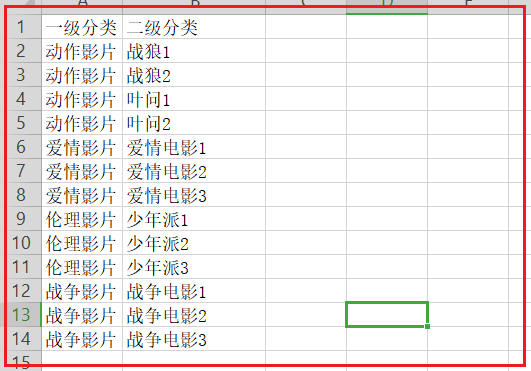 A B C D E
1 一级分类 二级分类
2 动作影片 战狼1
3 动作影片 战狼2
4 动作影片 叶问1
5 动作影片 叶问2
6 爱情影片 爱情电影1
7 爱情影片 爱情电影2
8 爱情影片 爱情电影3
9 伦理影片 少年派1
10 伦理影片 少年派2
11 伦理影片 少年派3
12 战争影片 战争电影1
13 战争影片 战争电影2
14 战争影片 战争电影3
15